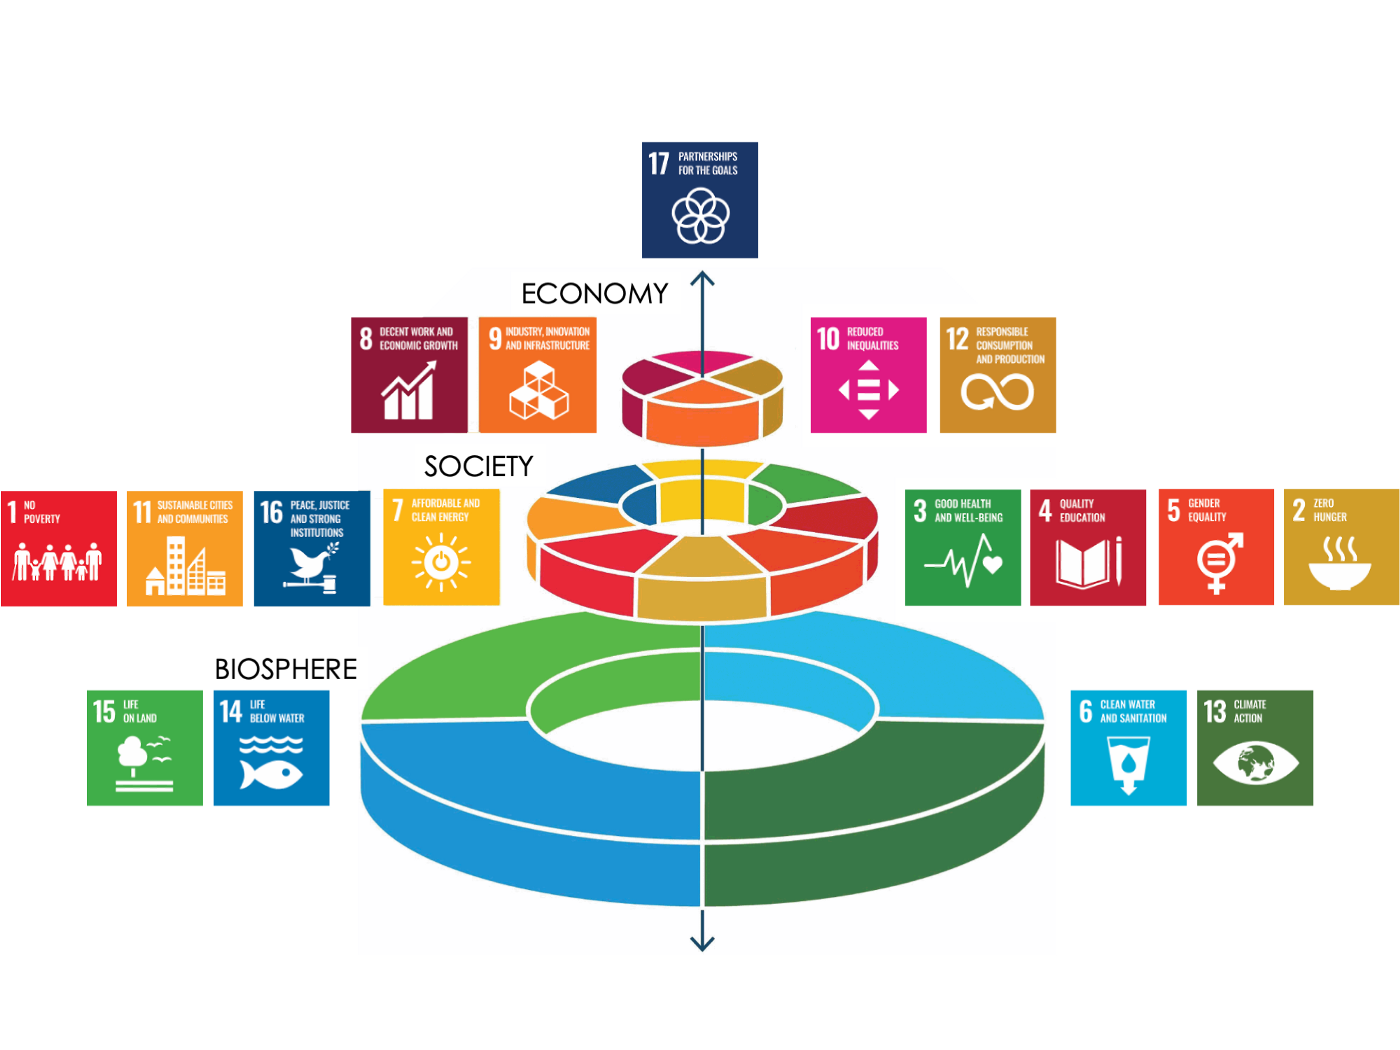 17 PARTNERSHIPS
FOR THE GOALS
ECONOMY
8 DECENT WORK AND
ECONOMIC GROWTH
9 INDUSTRY, INNOVATION
AND INFRASTRUCTURE
10 REDUCED
INEQUALITIES
12 RESPONSIBLE
CONSUMPTION
AND PRODUCTION
SOCIETY
1 NO
POVERTY
11 SUSTAINABLE CITIES
AND COMMUNITIES
16 PEACE, JUSTICE
AND STRONG
INSTITUTIONS
7 AFFORDABLE AND
CLEAN ENERGY
3 GOOD HEALTH
AND WELL-BEING
4 QUALITY
EDUCATION
5 GENDER
EQUALITY
2 ZERO
HUNGER
BIOSPHERE
15 LIFE
ON LAND
14 LIFE
BELOW WATER
6 CLEAN WATER
AND SANITATION
13 CLIMATE
ACTION